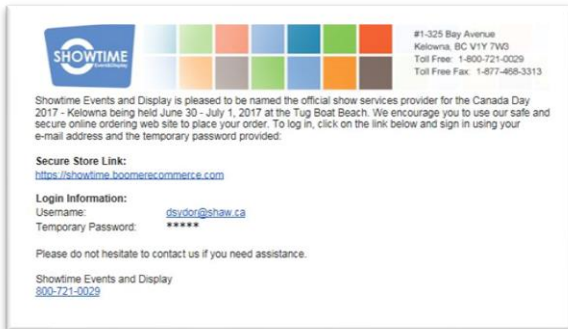 SHOWTIME
Event&Display
#1-325 Bay Avenue
Kelowna, BC V1Y 7W3
Toll Free: 1-800-721-0029
Toll Free Fax: 1-877-468-3313
Showtime Events and Display is pleased to be named the official show services provider for the Canada Day
2017 - Kelowna being held June 30 - July 1, 2017 at the Tug Boat Beach. We encourage you to use our safe and
secure online ordering web site to place your order. To log in, click on the link below and sign in using your
e-mail address and the temporary password provided:
Secure Store Link:
https://showtime.boomerecommerce.com
Login Information:
Username: dsydor@shaw.ca
Temporary Password: *****
Please do not hesitate to contact us if you need assistance.
Showtime Events and Display
800-721-0029